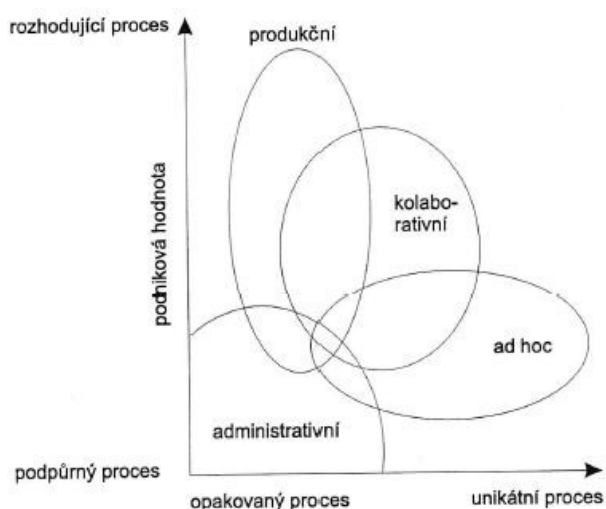 rozhodující proces
produkční
kolabo-
rativní
podniková hodnota
ad hoc
administrativní
podpůrný proces
opakovaný proces
unikátní proces